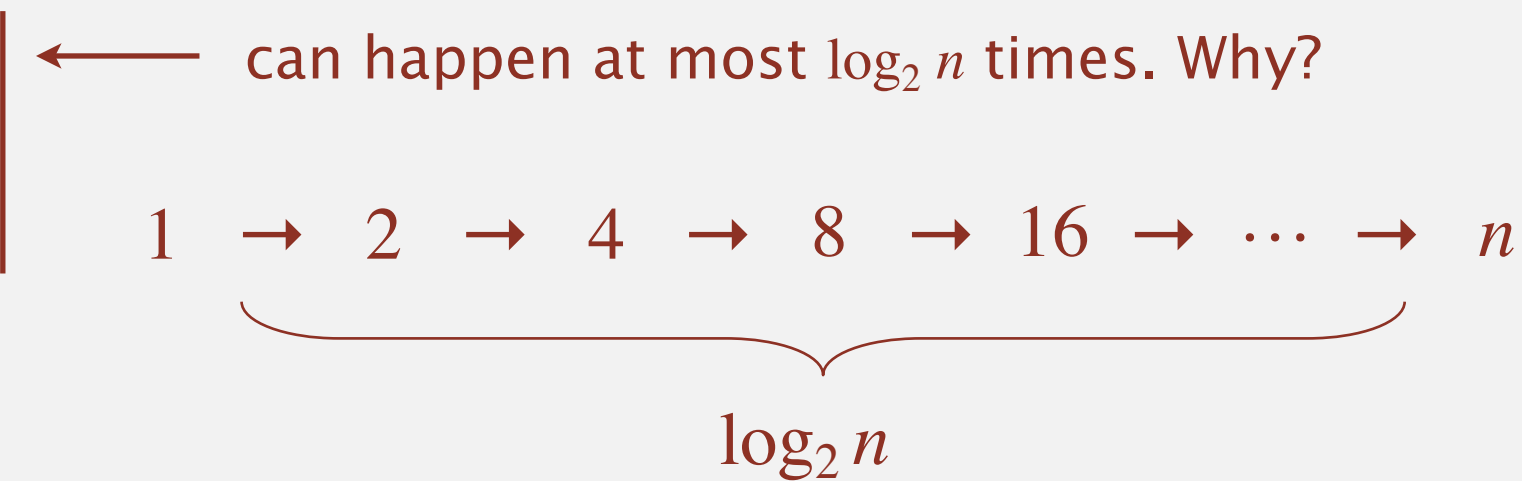 can happen at most log₂ n times. Why?
1 → 2 → 4 → 8 → 16 → ⋯ → n
log₂ n